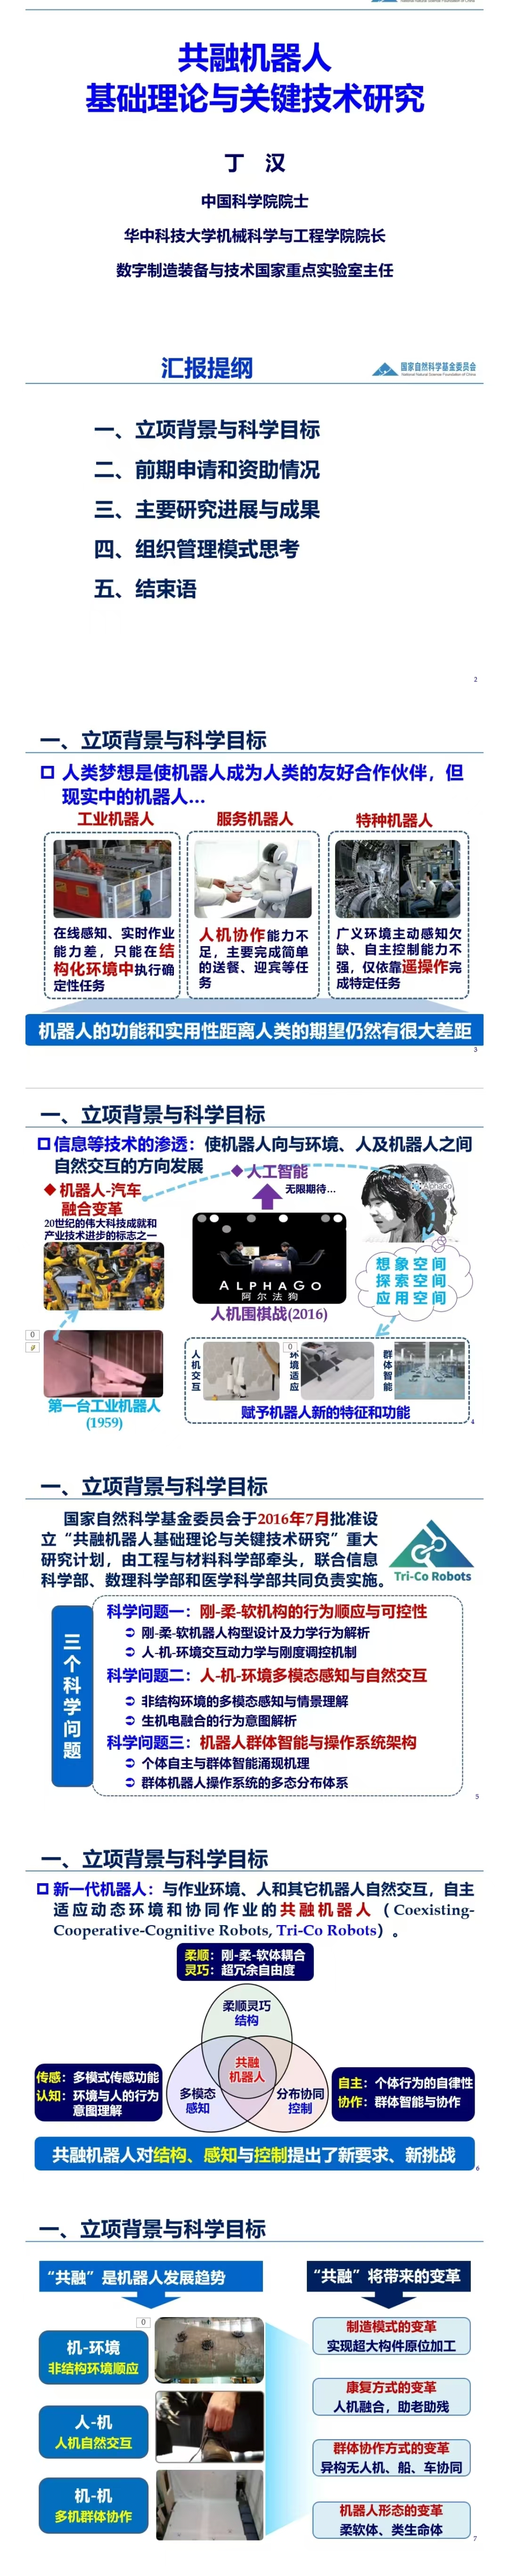 National Natural Science Foundation of China
共融机器人
基础理论与关键技术研究
丁 汉
中国科学院院士
华中科技大学机械科学与工程学院院长
数字制造装备与技术国家重点实验室主任
汇报提纲
国家自然科学基金委员会
National Natural Science Foundation of China
一、立项背景与科学目标
二、前期申请和资助情况
三、主要研究进展与成果
四、组织管理模式思考
五、结束语
2
一、立项背景与科学目标
人类梦想是使机器人成为人类的友好合作伙伴，但
现实中的机器人…
工业机器人
服务机器人
特种机器人
在线感知、实时作业
能力差，只能在结
构化环境中执行确
定性任务
人机协作能力不
足，主要完成简单
的送餐、迎宾等任
务
广义环境主动感知欠
缺、自主控制能力不
强，仅依靠遥操作完
成特定任务
机器人的功能和实用性距离人类的期望仍然有很大差距
3
一、立项背景与科学目标
信息等技术的渗透：使机器人向与环境、人及机器人之间
自然交互的方向发展
人工智能
机器人-汽车
融合变革
无限期待…
20世纪的伟大科技成就和
产业技术进步的标志之一
AlphaGo
ALPHAGO
阿尔法狗
人机围棋战(2016)
想象空间
探索空间
应用空间
0
第一台工业机器人
(1959)
人机交互
0
环境适应
群体智能
赋予机器人新的特征和功能
4
一、立项背景与科学目标
国家自然科学基金委员会于2016年7月批准设
立“共融机器人基础理论与关键技术研究”重大
研究计划，由工程与材料科学部牵头，联合信息
科学部、数理科学部和医学科学部共同负责实施。
Tri-Co Robots
三个科学问题
科学问题一：刚-柔-软机构的行为顺应与可控性
刚-柔-软机器人构型设计及力学行为解析
人-机-环境交互动力学与刚度调控机制
科学问题二：人-机-环境多模态感知与自然交互
非结构环境的多模态感知与情景理解
生机电融合的行为意图解析
科学问题三：机器人群体智能与操作系统架构
个体自主与群体智能涌现机理
群体机器人操作系统的多态分布体系
5
一、立项背景与科学目标
新一代机器人：与作业环境、人和其它机器人自然交互，自主
适应动态环境和协同作业的共融机器人（Coexisting-
Cooperative-Cognitive Robots, Tri-Co Robots）。
柔顺：刚-柔-软体耦合
灵巧：超冗余自由度
柔顺灵巧
结构
共融
机器人
多模态
感知
分布协同
控制
传感：多模式传感功能
认知：环境与人的行为
意图理解
自主：个体行为的自律性
协作：群体智能与协作
共融机器人对结构、感知与控制提出了新要求、新挑战
6
一、立项背景与科学目标
“共融”是机器人发展趋势
“共融”将带来的变革
0
机-环境
非结构环境顺应
人-机
人机自然交互
机-机
多机群体协作
制造模式的变革
实现超大构件原位加工
康复方式的变革
人机融合，助老助残
群体协作方式的变革
异构无人机、船、车协同
机器人形态的变革
柔软体、类生命体
7